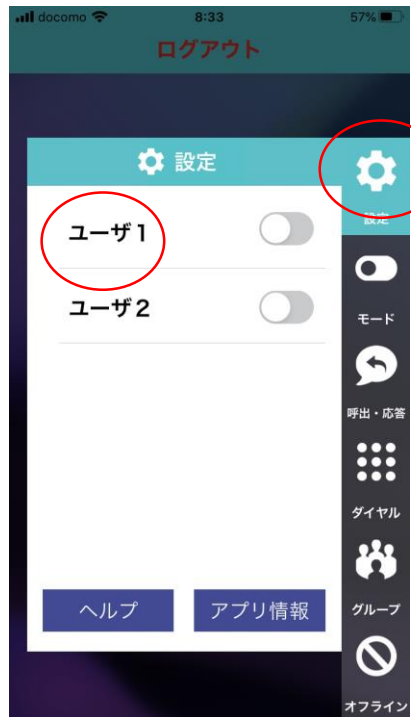 docomo 8:33 57%
ログアウト
設定
設定
ユーザ1
モード
ユーザ2
呼出・応答
ダイヤル
ヘルプ
アプリ情報
グループ
オフライン